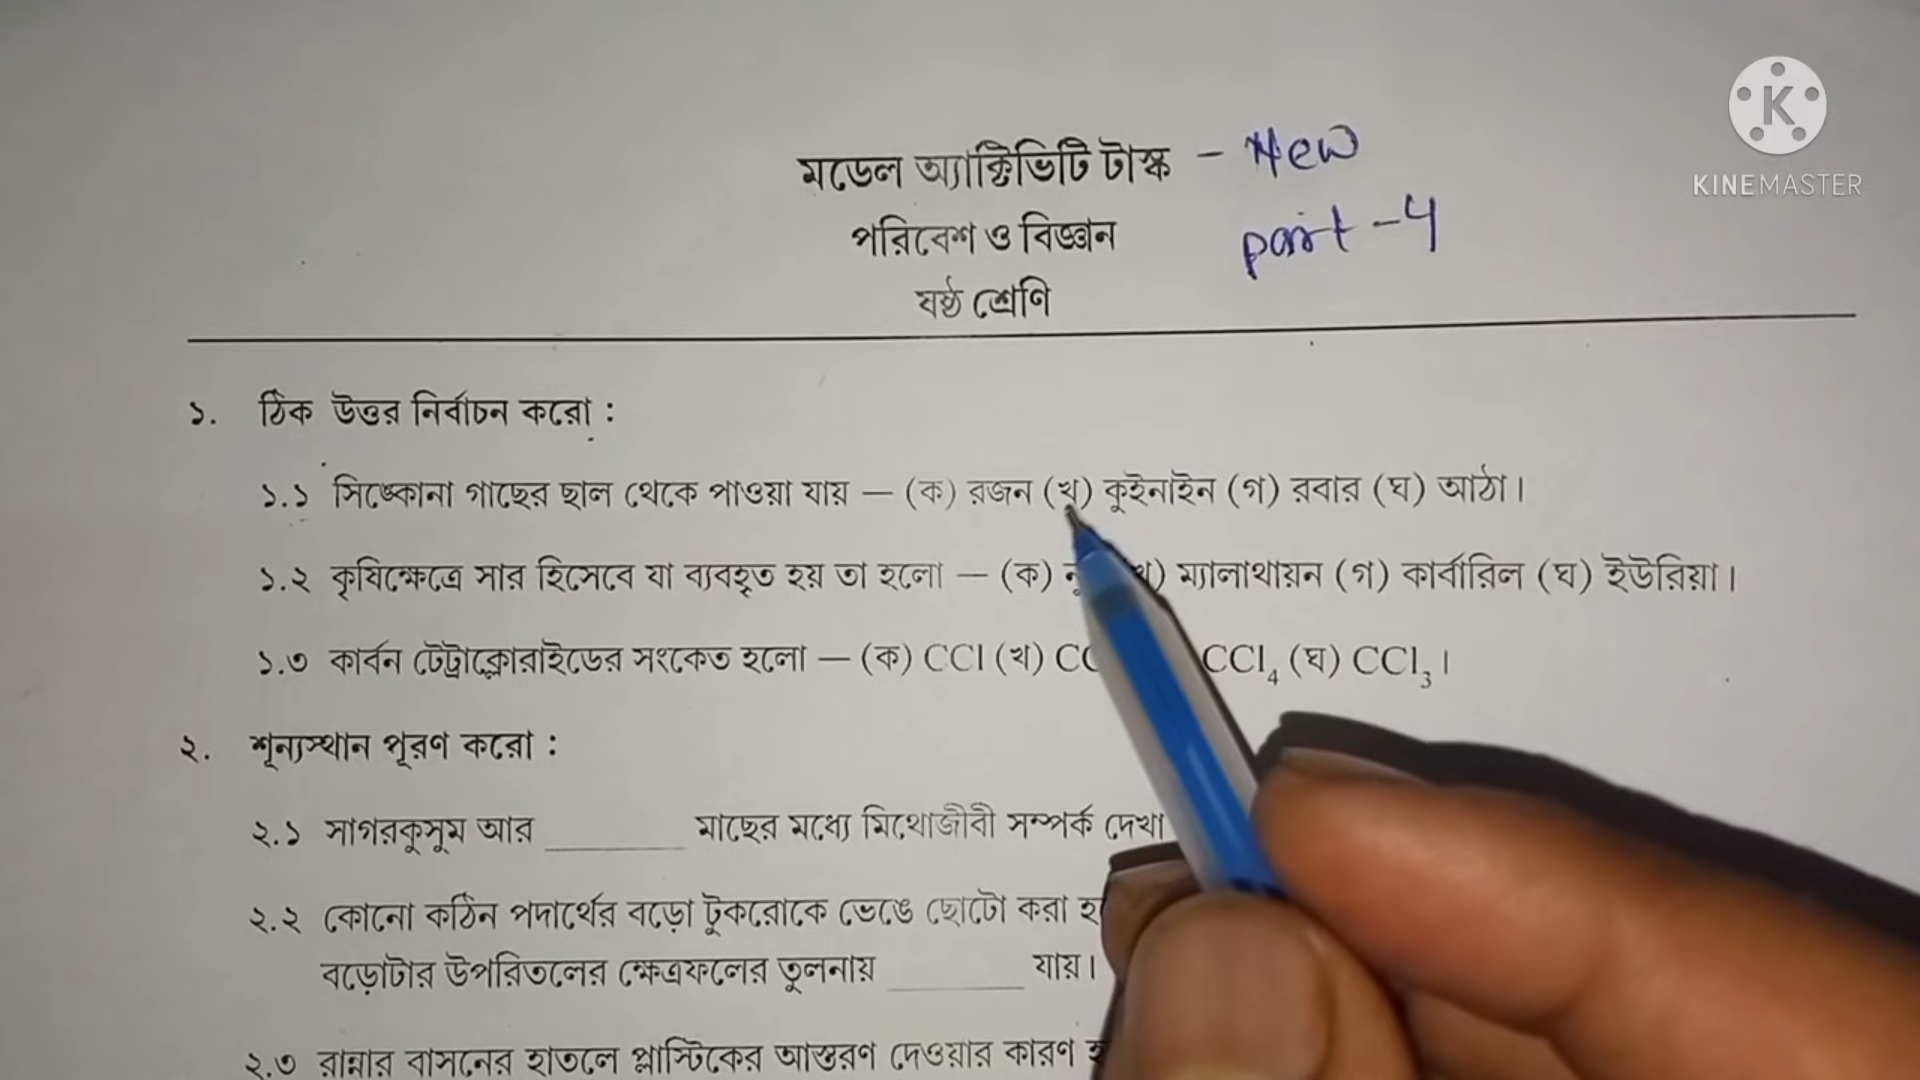 মডেল অ্যাক্টিভিটি টাস্ক - New
পরিবেশ ও বিজ্ঞান part-4
ষষ্ঠ শ্রেণি
KINEMASTER
১. ঠিক উত্তর নির্বাচন করো :
১.১ সিঙ্কোনা গাছের ছাল থেকে পাওয়া যায় — (ক) রজন (খ) কুইনাইন (গ) রবার (ঘ) আঠা।
১.২ কৃষিক্ষেত্রে সার হিসেবে যা ব্যবহৃত হয় তা হলো — (ক) খ) ম্যালাথায়ন (গ) কার্বারিল (ঘ) ইউরিয়া।
১.৩ কার্বন টেট্রাক্লোরাইডের সংকেত হলো — (ক) CCl (খ) CCl₄ (ঘ) CCl₃।
২. শূন্যস্থান পূরণ করো :
২.১ সাগরকুসুম আর ________ মাছের মধ্যে মিথোজীবী সম্পর্ক দেখা
২.২ কোনো কঠিন পদার্থের বড়ো টুকরোকে ভেঙে ছোটো করা
বড়োটার উপরিতলের ক্ষেত্রফলের তুলনায় ________ যায়।
২.৩ রান্নার বাসনের হাতলে প্লাস্টিকের আস্তরণ দেওয়ার কারণ